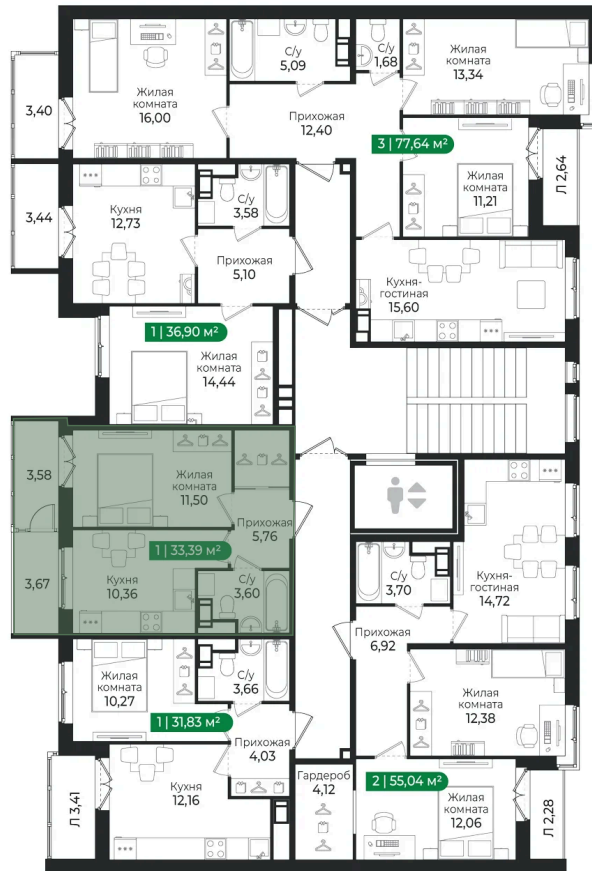 Жилая
комната
16,00
С/у
5,09
С/у
1,68
Жилая
комната
13,34
3,40
Прихожая
12,40
3 | 77,64 м²
Жилая
комната
11,21
Л 2,64
3,44
Кухня
12,73
С/у
3,58
Прихожая
5,10
Кухня-
гостиная
15,60
1 | 36,90 м²
Жилая
комната
14,44
3,58
Жилая
комната
11,50
Прихожая
5,76
1 | 33,39 м²
3,67
Кухня
10,36
С/у
3,60
С/у
3,70
Кухня-
гостиная
14,72
Прихожая
6,92
Жилая
комната
10,27
С/у
3,66
1 | 31,83 м²
Прихожая
4,03
Жилая
комната
12,38
Л 3,41
Кухня
12,16
Гардероб
4,12
2 | 55,04 м²
Жилая
комната
12,06
Л 2,28